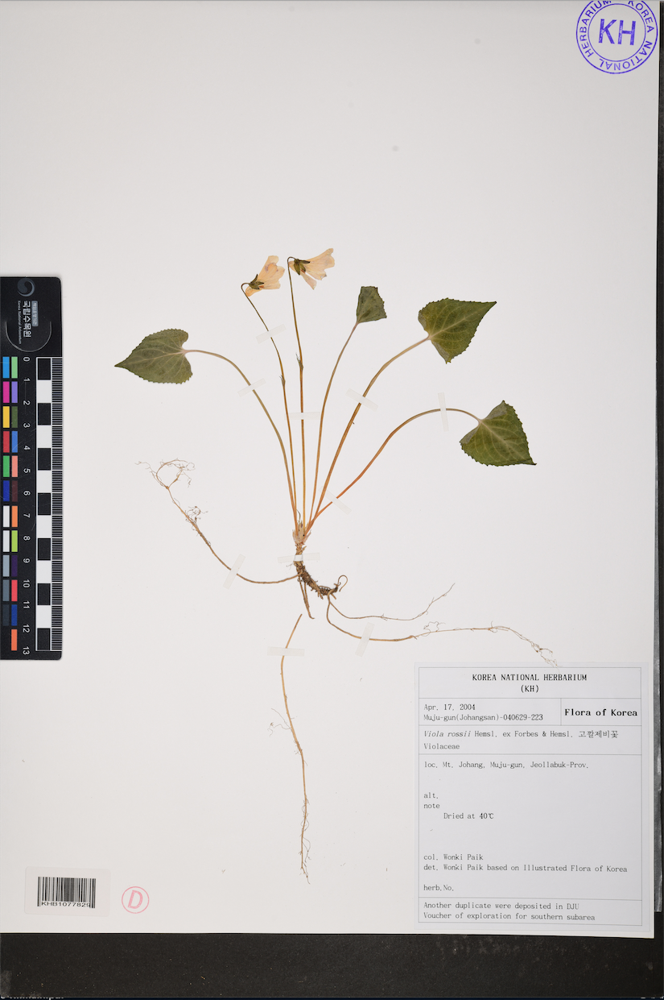 KOREA NATIONAL HERBARIUM
KH
국립수목원
Korea National Arboretum
0 1 2 3 4 5 6 7 8 9 10 11 12 13
KOREA NATIONAL HERBARIUM
(KH)
Apr. 17, 2004
Muju-gun(Johangsan)-040629-223
Flora of Korea
Viola rossii Hemsl. ex Forbes & Hemsl. 고깔제비꽃
Violaceae
loc. Mt. Johang, Muju-gun, Jeollabuk-Prov.
alt.
note
Dried at 40℃
col. Wonki Paik
det. Wonki Paik based on Illustrated Flora of Korea
herb.No.
Another duplicate were deposited in DJU
Voucher of exploration for southern subarea
KHB1077829
D